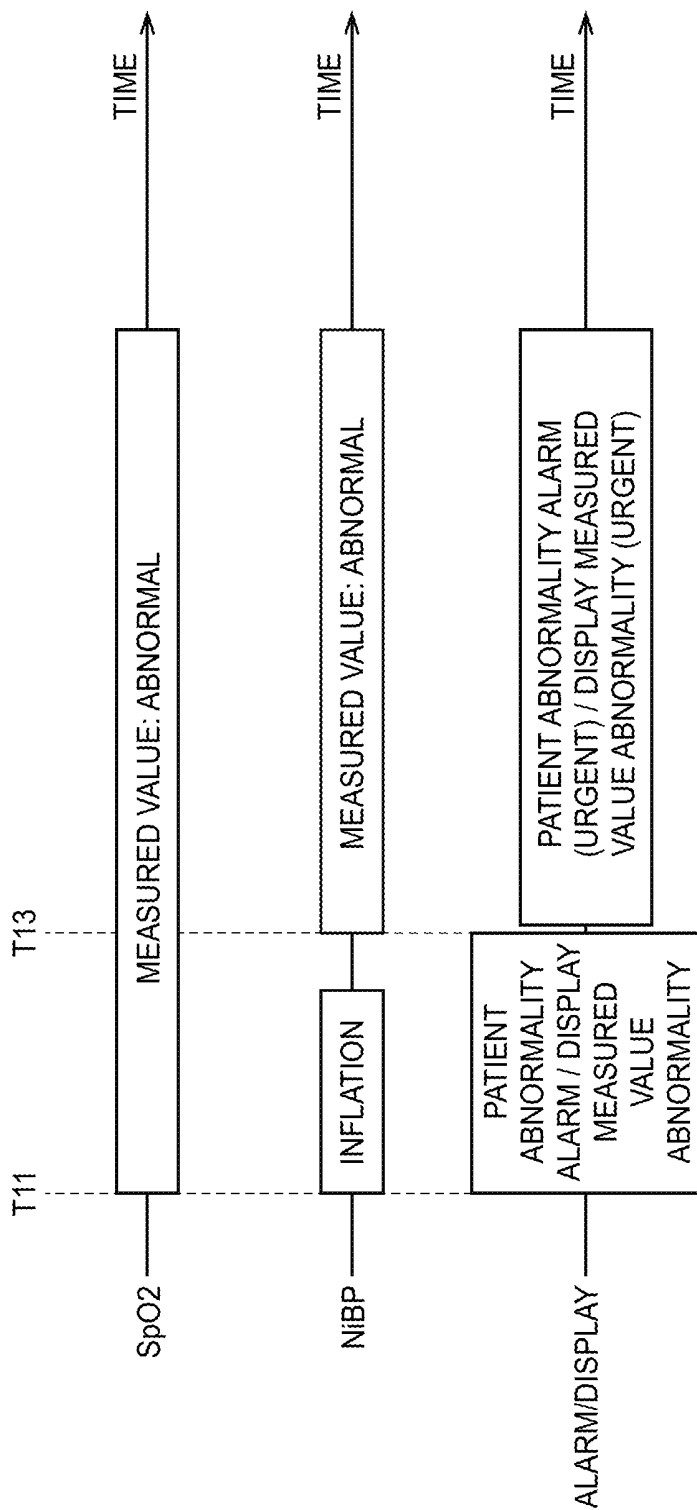 T11
T13
SpO2
MEASURED VALUE: ABNORMAL
TIME
NiBP
INFLATION
MEASURED VALUE: ABNORMAL
TIME
ALARM/DISPLAY
PATIENT
ABNORMALITY
ALARM / DISPLAY
MEASURED
VALUE
ABNORMALITY
PATIENT ABNORMALITY ALARM
(URGENT) / DISPLAY MEASURED
VALUE ABNORMALITY (URGENT)
TIME